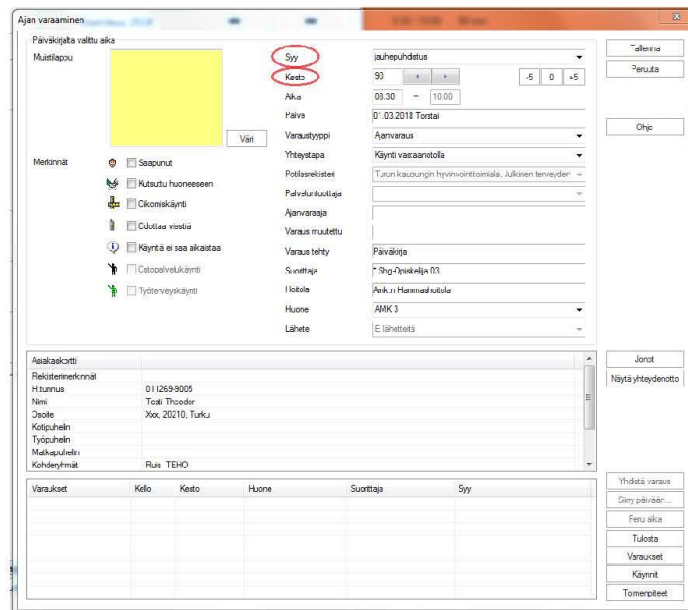 Ajan varaaminen
Päiväkirjalta valittu aika
Muistilappu
Väri
Merkinnät
Saapunut
Kutsuttu huoneeseen
Cikomiskäynti
Odottaa viestiä
Käyntiä ei saa aikaistaa
Cstopalvelukäynti
Työterveyskäynti
Syy jauhepuhdistus
Kesto 90 -5 0 +5
Aika 08.30 – 10.00
Päivä 01.03.2018 Torstai
Varaustyyppi Ajanvaraus
Yhteystapa Käynti vastaanotolla
Potilasrekisteri Turun kaupungin hyvinvointitoimiala, Julkinen terveyden
Palveluntuottaja
Ajanvaraaja
Varaus muutettu
Varaus tehty Päiväkirja
Suorittaja * Shg-Opiskelija 03
Hoitola Amk:n Hammashoitola
Huone AMK 3
Lähete Ei lähetteitä
Tallenna
Peruuta
Ohje
Asiakaskortti
Rekisterimerkinnät
H.tunnus 011269-9005
Nimi Testi Theodor
Osoite Xxx, 20210, Turku
Kotipuhelin
Työpuhelin
Matkapuhelin
Kohderyhmät Ruis TEHO
Jonot
Näytä yhteydenotto
Varaukset Kello Kesto Huone Suorittaja Syy
Yhdistä varaus
Siirry päivään...
Peru aika
Tulosta
Varaukset
Käynnit
Toimenpiteet